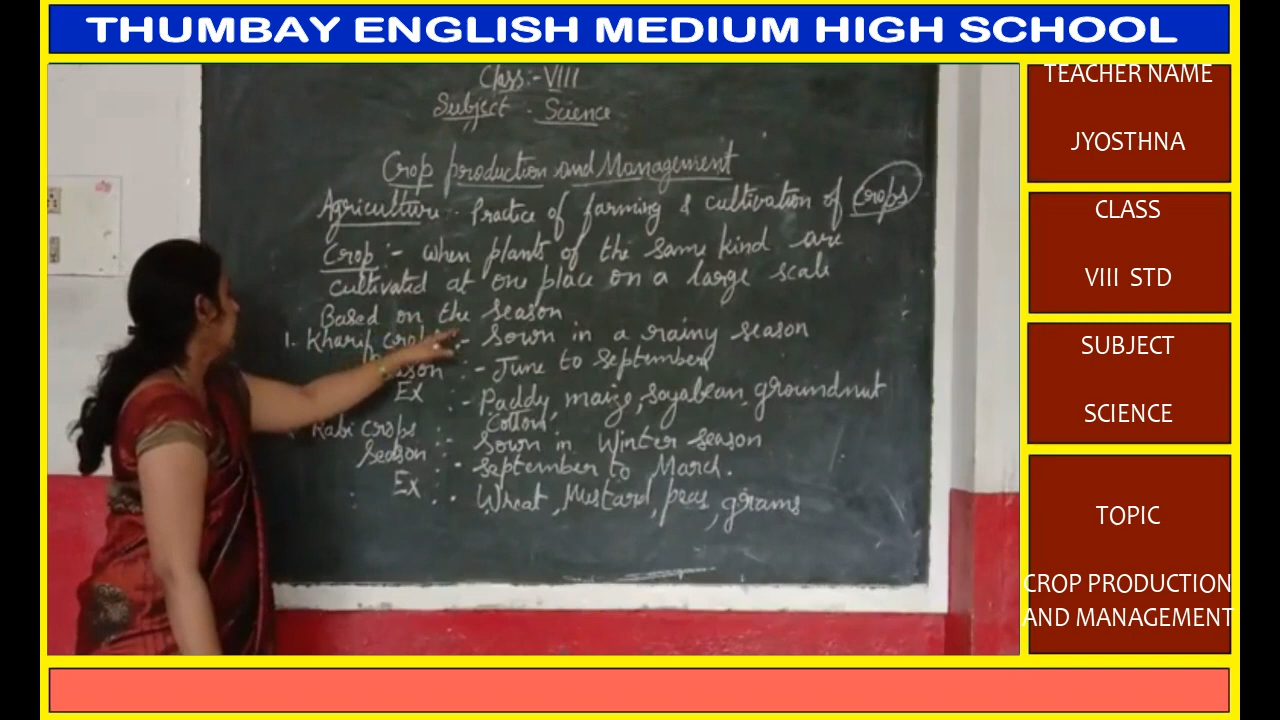 THUMBAY ENGLISH MEDIUM HIGH SCHOOL
Class:- VIII
Subject - Science
Crop production and Management
Agriculture - Practice of farming & cultivation of crops
Crop :- when plants of the same kind are
cultivated at one place on a large scale
Based on the season
1. Kharif crops :- Sown in a rainy season
Season :- June to September
Ex :- Paddy, maize, Soyabean, groundnut
Cotton
Rabi crops :- Sown in Winter season
Season :- September to March.
Ex :- Wheat, Mustard, peas, grams
TEACHER NAME
JYOSTHNA
CLASS
VIII STD
SUBJECT
SCIENCE
TOPIC
CROP PRODUCTION
AND MANAGEMENT